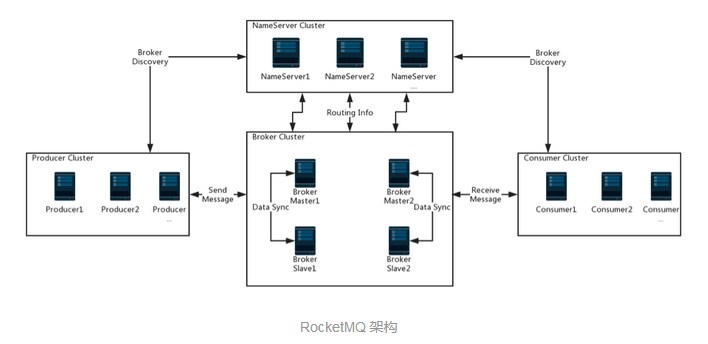 NameServer Cluster
NameServer1
NameServer2
NameServer
...
Broker
Discovery
Broker
Discovery
Routing Info
Producer Cluster
Producer1
Producer2
Producer
...
Send
Message
Broker Cluster
Broker
Master1
Broker
Master2
Data Sync
Data Sync
Broker
Slave1
Broker
Slave2
Receive
Message
Consumer Cluster
Consumer1
Consumer2
Consumer
...
RocketMQ 架构